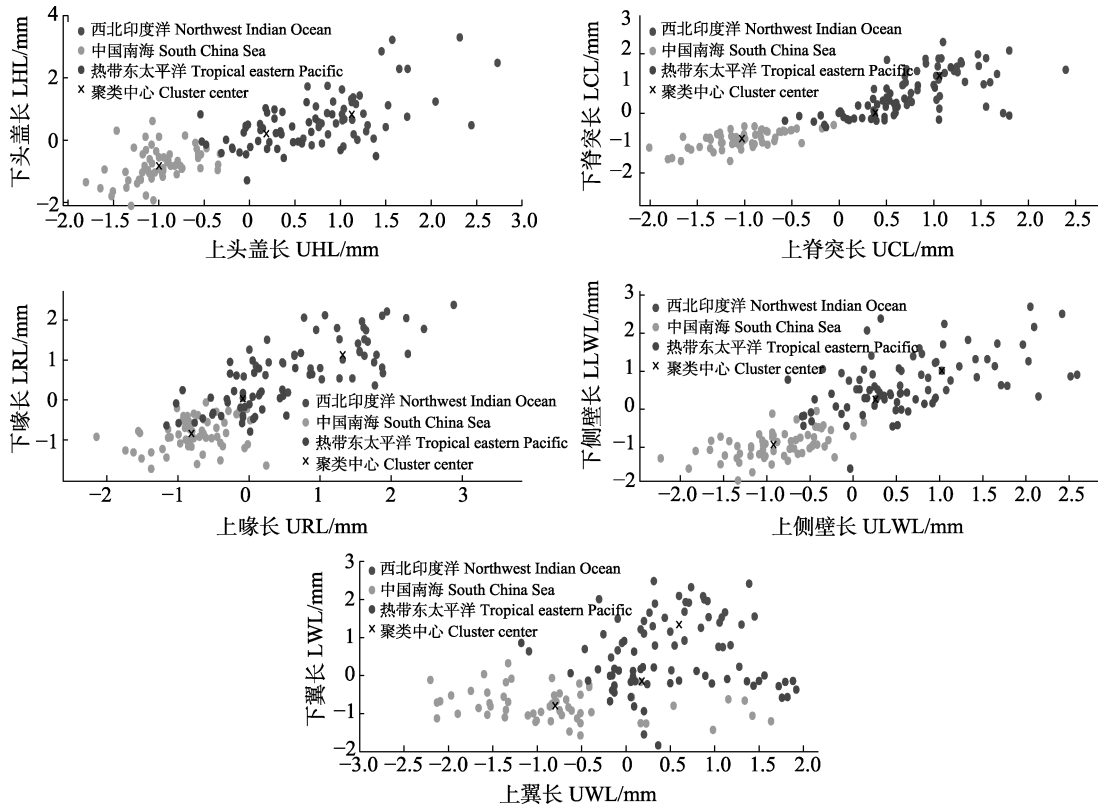 4
2
0
−2
下头盖长 LHL/mm
西北印度洋 Northwest Indian Ocean
中国南海 South China Sea
热带东太平洋 Tropical eastern Pacific
× 聚类中心 Cluster center
−2.0 −1.5 −1.0 −0.5 0 0.5 1.0 1.5 2.0 2.5 3.0
上头盖长 UHL/mm
3
2
1
0
−1
−2
下脊突长 LCL/mm
西北印度洋 Northwest Indian Ocean
中国南海 South China Sea
热带东太平洋 Tropical eastern Pacific
× 聚类中心 Cluster center
−2.0 −1.5 −1.0 −0.5 0 0.5 1.0 1.5 2.0 2.5
上脊突长 UCL/mm
2
1
0
−1
下喙长 LRL/mm
西北印度洋 Northwest Indian Ocean
中国南海 South China Sea
热带东太平洋 Tropical eastern Pacific
× 聚类中心 Cluster center
−2 −1 0 1 2 3
上喙长 URL/mm
3
2
1
0
−1
−2
下侧壁长 LLWL/mm
西北印度洋 Northwest Indian Ocean
中国南海 South China Sea
热带东太平洋 Tropical eastern Pacific
× 聚类中心 Cluster center
−2.0 −1.5 −1.0 −0.5 0 0.5 1.0 1.5 2.0 2.5
上侧壁长 ULWL/mm
3
2
1
0
−1
−2
下翼长 LWL/mm
西北印度洋 Northwest Indian Ocean
中国南海 South China Sea
热带东太平洋 Tropical eastern Pacific
× 聚类中心 Cluster center
−3.0 −2.5 −2.0 −1.5 −1.0 −0.5 0 0.5 1.0 1.5 2.0
上翼长 UWL/mm